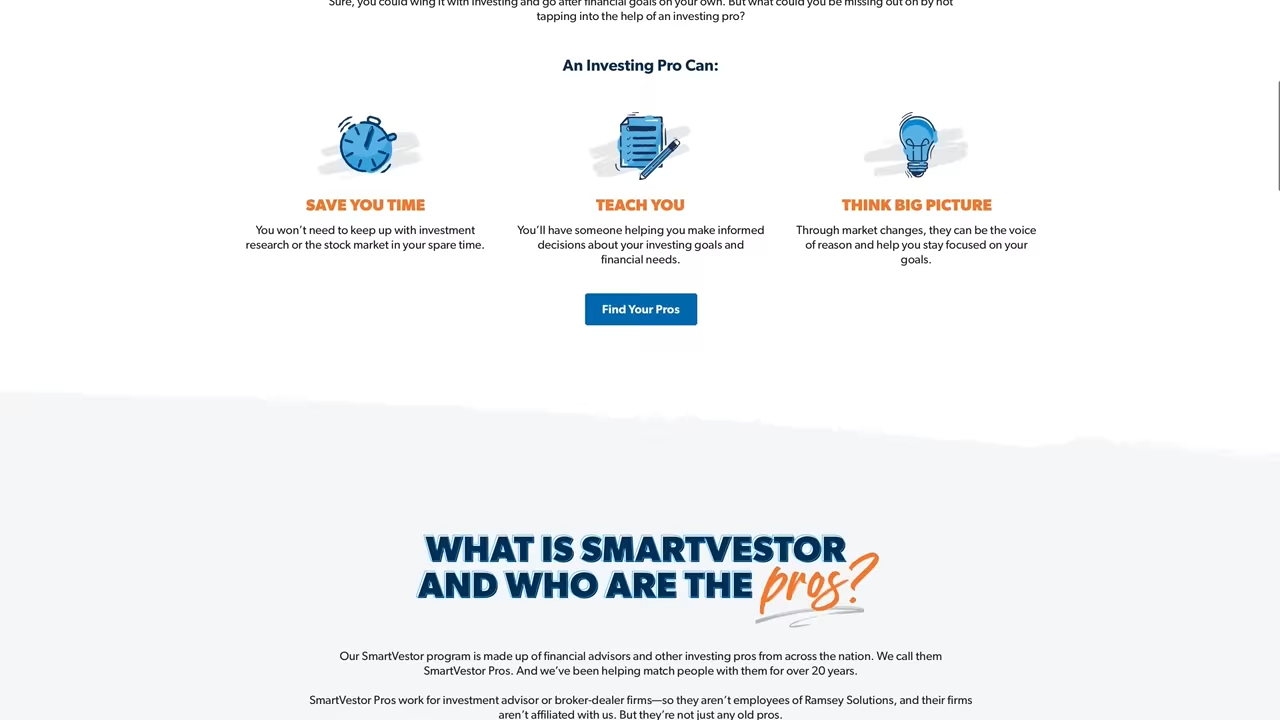 Sure, you could wing it with investing and go after financial goals on your own. But what could you be missing out on by not
tapping into the help of an investing pro?
An Investing Pro Can:
SAVE YOU TIME
You won’t need to keep up with investment
research or the stock market in your spare time.
TEACH YOU
You’ll have someone helping you make informed
decisions about your investing goals and
financial needs.
THINK BIG PICTURE
Through market changes, they can be the voice
of reason and help you stay focused on your
goals.
Find Your Pros
WHAT IS SMARTVESTOR
AND WHO ARE THE pros?
Our SmartVestor program is made up of financial advisors and other investing pros from across the nation. We call them
SmartVestor Pros. And we’ve been helping match people with them for over 20 years.
SmartVestor Pros work for investment advisor or broker-dealer firms—so they aren’t employees of Ramsey Solutions, and their firms
aren’t affiliated with us. But they’re not just any old pros.